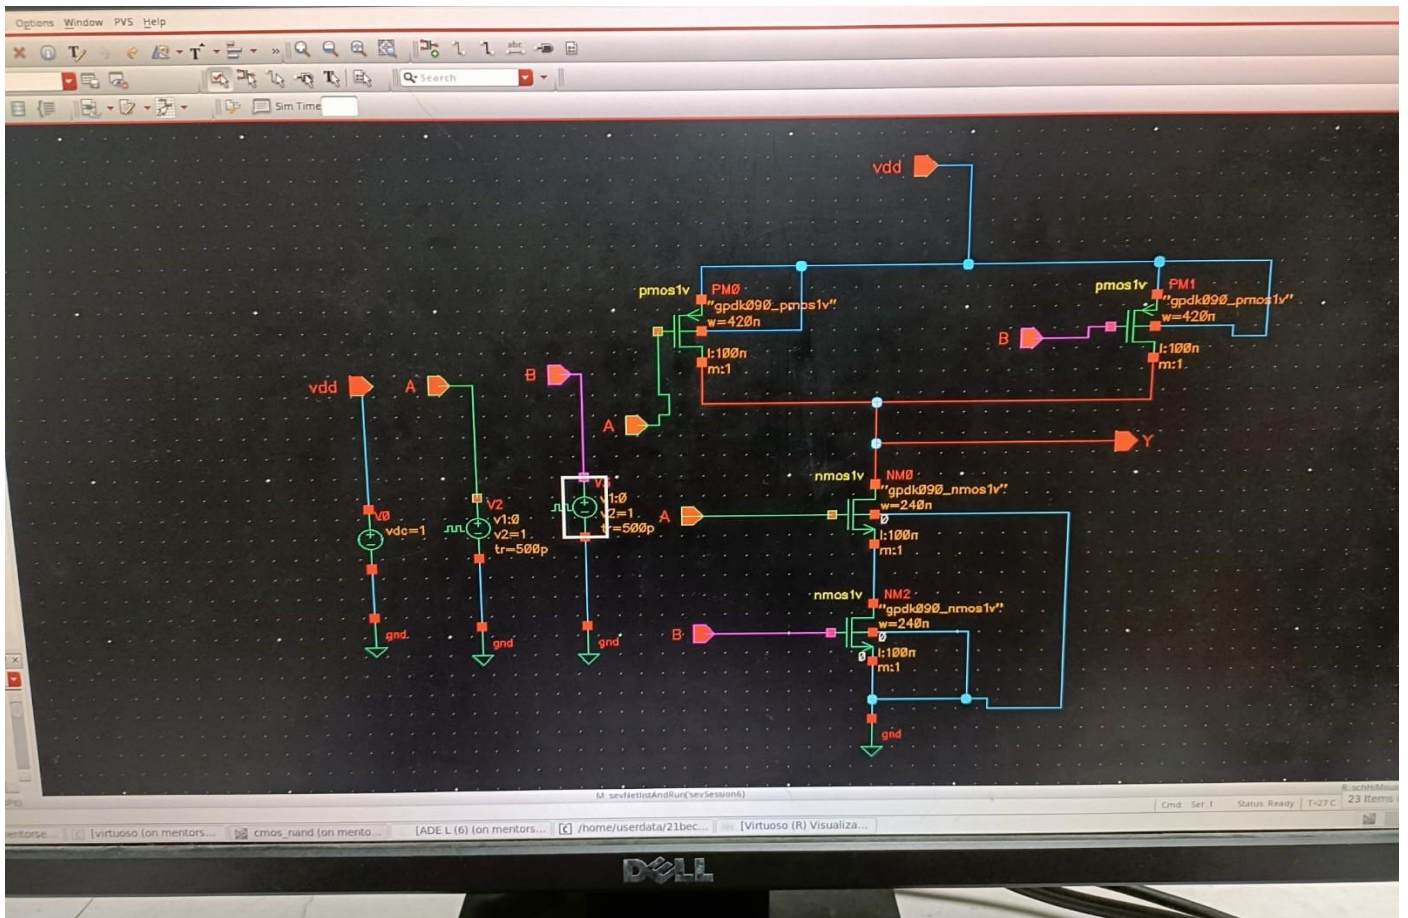 Options Window PVS Help
Search
Sim Time
vdd
pmos1v PM0
"gpdk090_pmos1v"
w=420n
l:100n
m:1
pmos1v PM1
"gpdk090_pmos1v"
w=420n
l:100n
m:1
B
A
vdd
A
B
Y
V0
vdc=1
gnd
V2
v1:0
v2=1
tr=500p
gnd
v1:0
v2=1
tr=500p
gnd
A
nmos1v NM0
"gpdk090_nmos1v"
w=240n
0
l:100n
m:1
B
nmos1v NM2
"gpdk090_nmos1v"
w=240n
0
0
l:100n
m:1
gnd
M: sevNetlistAndRun('sevSession6)
Cmd: Sel: 1 Status: Ready T=27 C
23 Items
[virtuoso (on mentors... cmos_nand (on mento... [ADE L (6) (on mentors... /home/userdata/21bec... [Virtuoso (R) Visualiza...
DELL